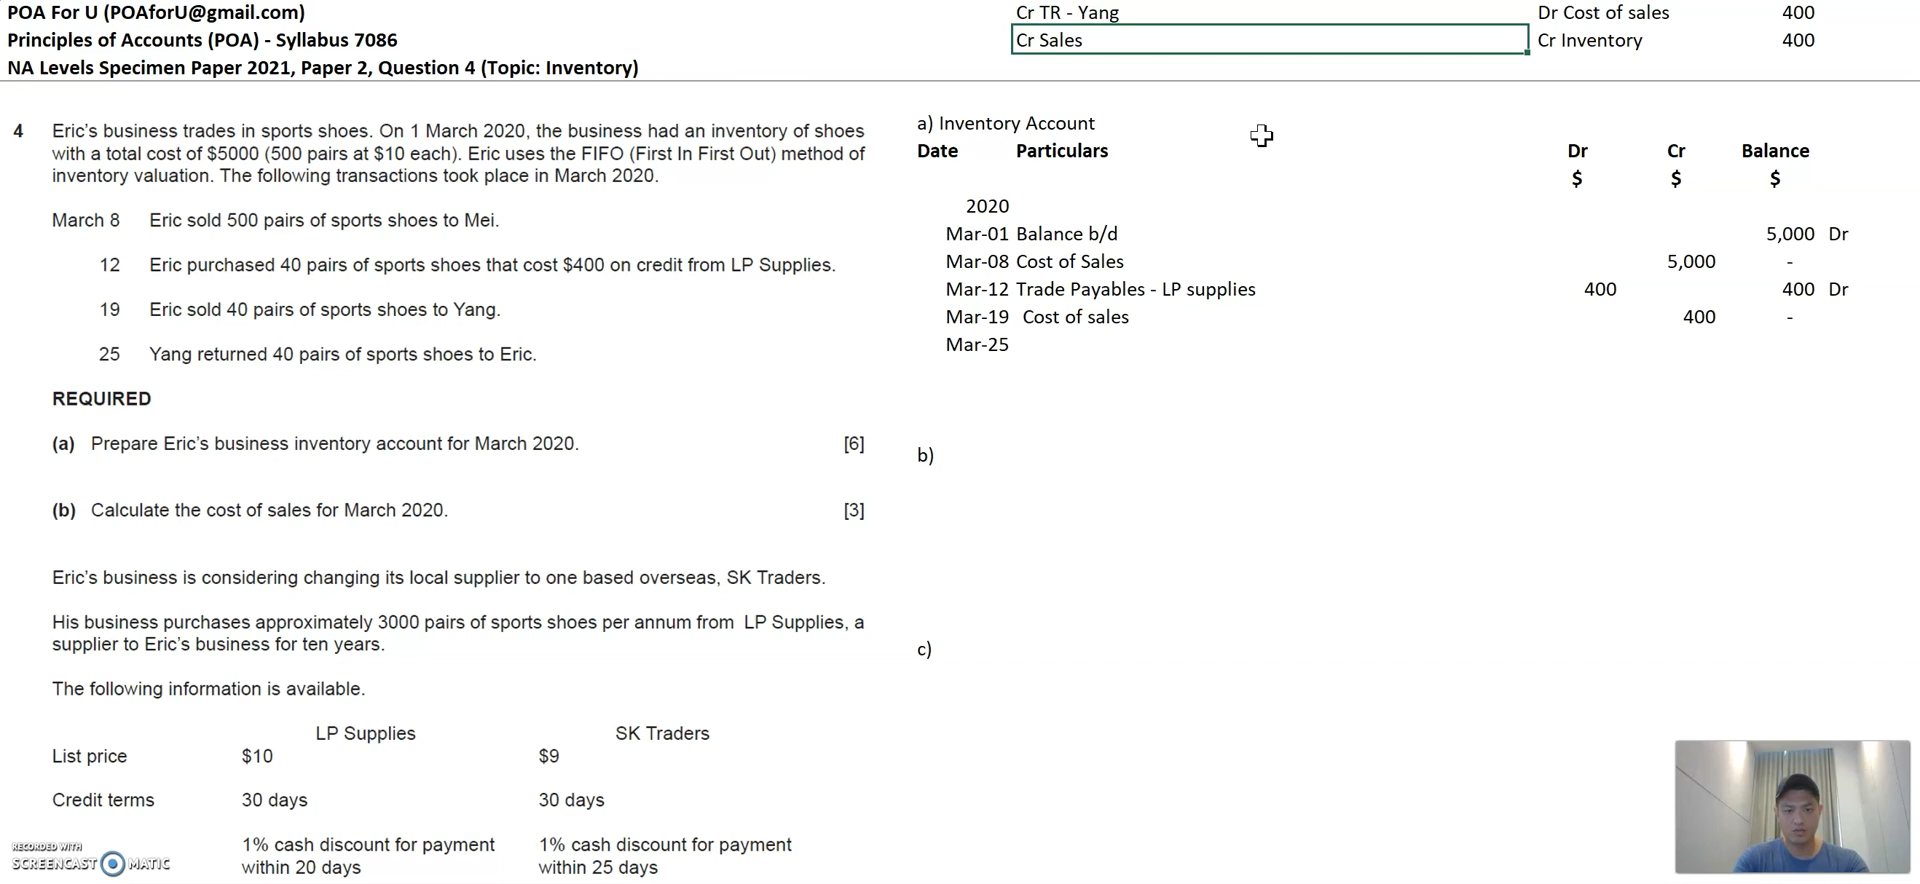 POA For U (POAforU@gmail.com)
Principles of Accounts (POA) - Syllabus 7086
NA Levels Specimen Paper 2021, Paper 2, Question 4 (Topic: Inventory)
Cr TR - Yang Dr Cost of sales 400
Cr Sales Cr Inventory 400
4 Eric's business trades in sports shoes. On 1 March 2020, the business had an inventory of shoes
with a total cost of $5000 (500 pairs at $10 each). Eric uses the FIFO (First In First Out) method of
inventory valuation. The following transactions took place in March 2020.
March 8 Eric sold 500 pairs of sports shoes to Mei.
12 Eric purchased 40 pairs of sports shoes that cost $400 on credit from LP Supplies.
19 Eric sold 40 pairs of sports shoes to Yang.
25 Yang returned 40 pairs of sports shoes to Eric.
REQUIRED
(a) Prepare Eric's business inventory account for March 2020. [6]
(b) Calculate the cost of sales for March 2020. [3]
Eric's business is considering changing its local supplier to one based overseas, SK Traders.
His business purchases approximately 3000 pairs of sports shoes per annum from LP Supplies, a
supplier to Eric's business for ten years.
The following information is available.
LP Supplies SK Traders
List price $10 $9
Credit terms 30 days 30 days
1% cash discount for payment 1% cash discount for payment
within 20 days within 25 days
a) Inventory Account
Date Particulars Dr Cr Balance
$ $ $
2020
Mar-01 Balance b/d 5,000 Dr
Mar-08 Cost of Sales 5,000 -
Mar-12 Trade Payables - LP supplies 400 400 Dr
Mar-19 Cost of sales 400 -
Mar-25
b)
c)
RECORDED WITH
SCREENCAST MATIC